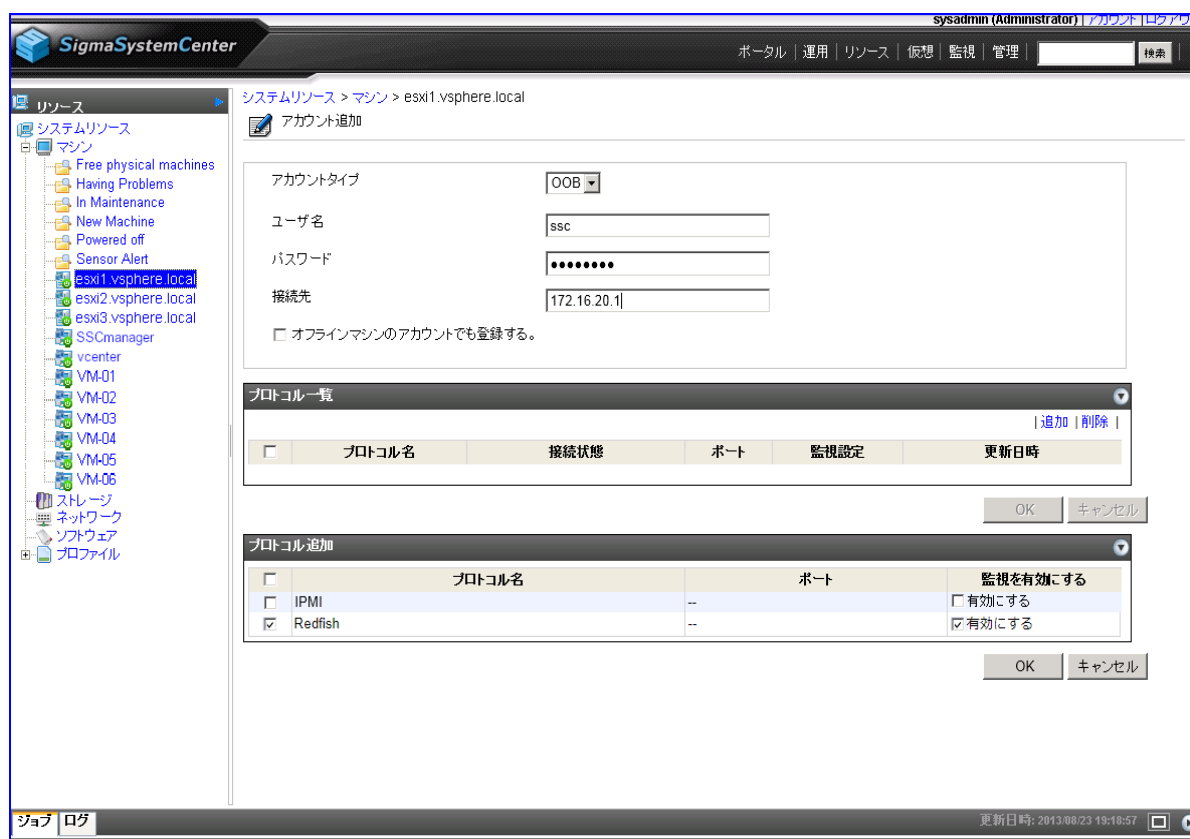 sysadmin (Administrator) | アカウント | ログアウ
SigmaSystemCenter
ポータル | 運用 | リソース | 仮想 | 監視 | 管理 |
検索
リソース
システムリソース
マシン
Free physical machines
Having Problems
In Maintenance
New Machine
Powered off
Sensor Alert
esxi1.vsphere.local
esxi2.vsphere.local
esxi3.vsphere.local
SSCmanager
vcenter
VM-01
VM-02
VM-03
VM-04
VM-05
VM-06
ストレージ
ネットワーク
ソフトウェア
プロファイル
システムリソース > マシン > esxi1.vsphere.local
アカウント追加
アカウントタイプ OOB
ユーザ名 ssc
パスワード ●●●●●●●●
接続先 172.16.20.1
オフラインマシンのアカウントでも登録する。
プロトコル一覧
| 追加 | 削除 |
プロトコル名 接続状態 ポート 監視設定 更新日時
OK キャンセル
プロトコル追加
プロトコル名 ポート 監視を有効にする
IPMI -- 有効にする
Redfish -- 有効にする
OK キャンセル
ジョブ ログ
更新日時: 2013/08/23 19:18:57